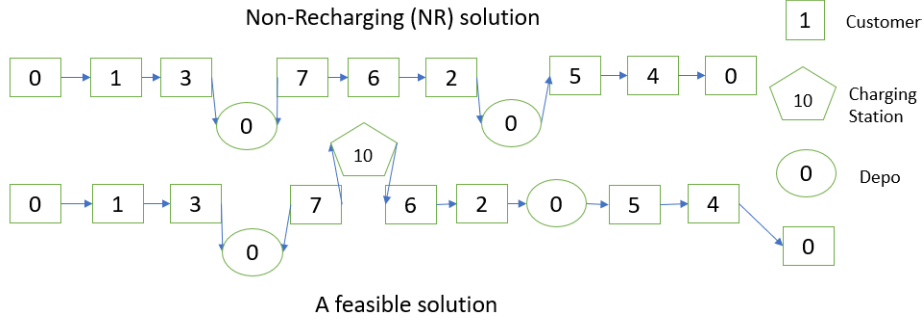 Non-Recharging (NR) solution
1 Customer
0 1 3 7 6 2 5 4 0
0 0
10 Charging
Station
10
0 Depo
0 1 3 7 6 2 0 5 4
0 0
A feasible solution